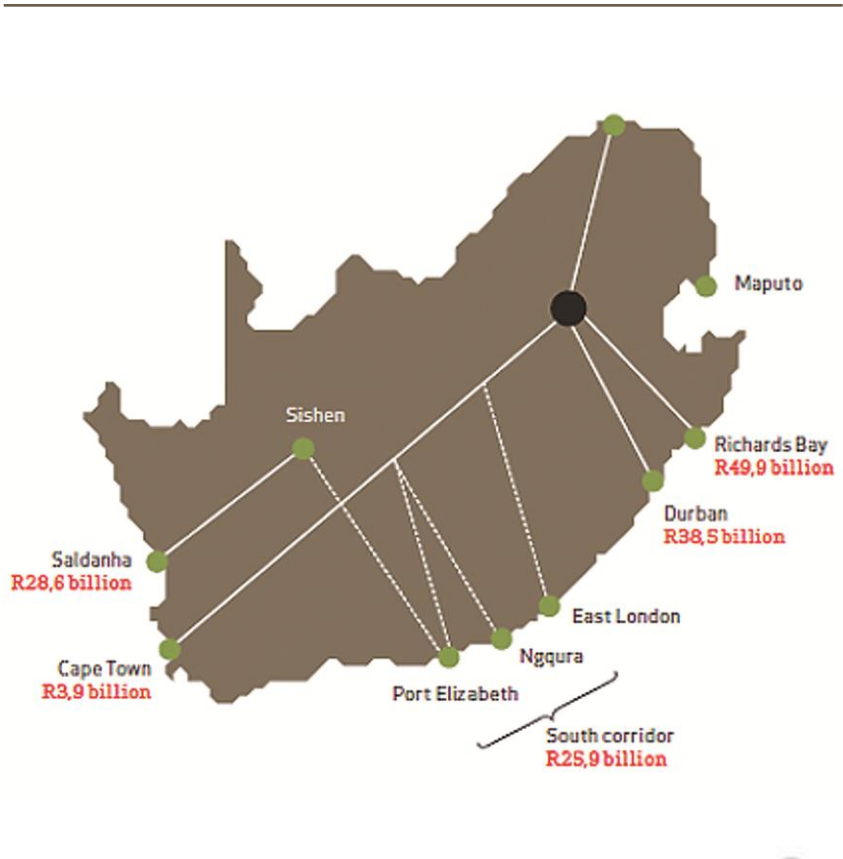 Maputo
Sishen
Richards Bay
R49,9 billion
Durban
R38,5 billion
Saldanha
R28,6 billion
East London
Ngqura
Cape Town
R3,9 billion
Port Elizabeth
South corridor
R25,9 billion